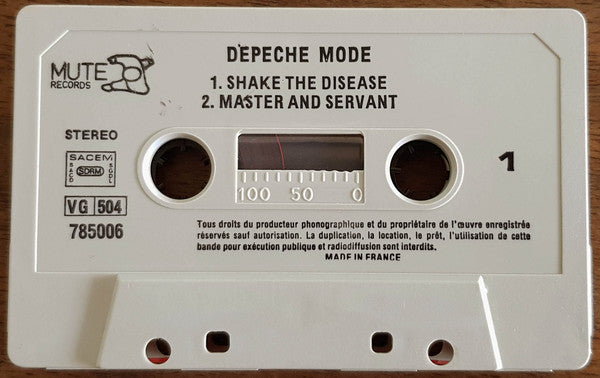 MUTE
RECORDS
DEPECHE MODE
1. SHAKE THE DISEASE
2. MASTER AND SERVANT
STEREO
SACEM
SACD SDRM SGDL
VG 504
785006
100 50 0
1
Tous droits du producteur phonographique et du propriétaire de l'œuvre enregistrée
réservés sauf autorisation. La duplication, la location, le prêt, l'utilisation de cette
bande pour exécution publique et radiodiffusion sont interdits.
MADE IN FRANCE